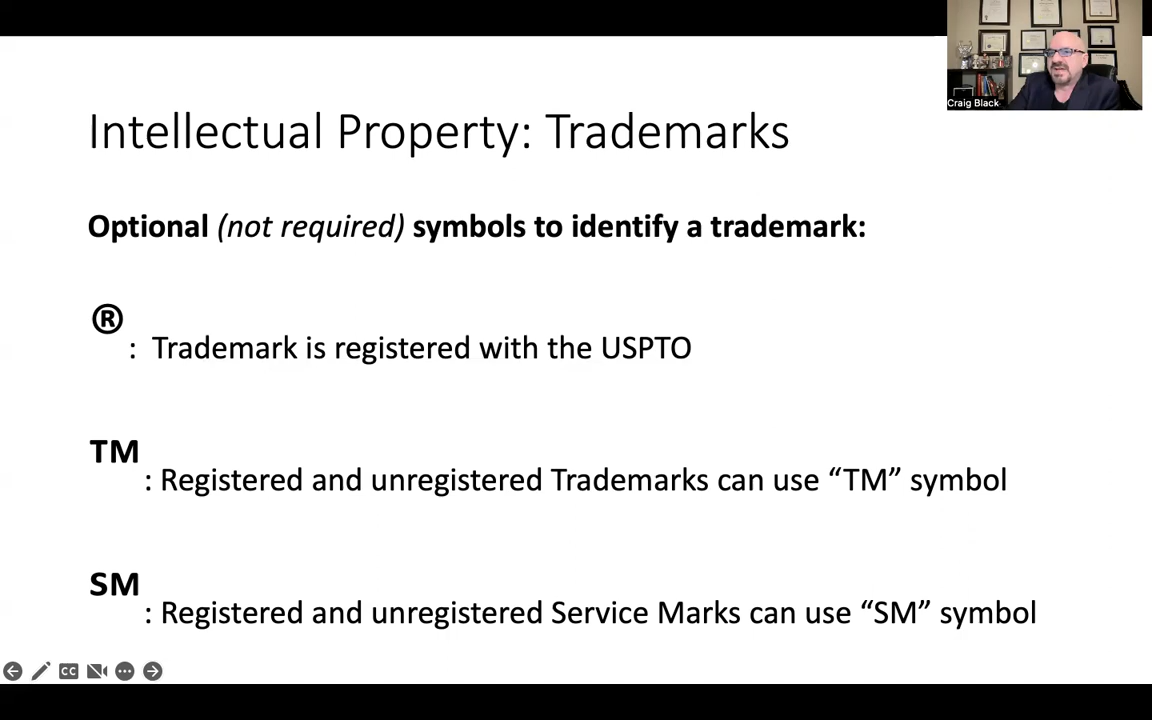 Craig Black
Intellectual Property: Trademarks
Optional (not required) symbols to identify a trademark:
®
: Trademark is registered with the USPTO
TM
: Registered and unregistered Trademarks can use “TM” symbol
SM
: Registered and unregistered Service Marks can use “SM” symbol
CC